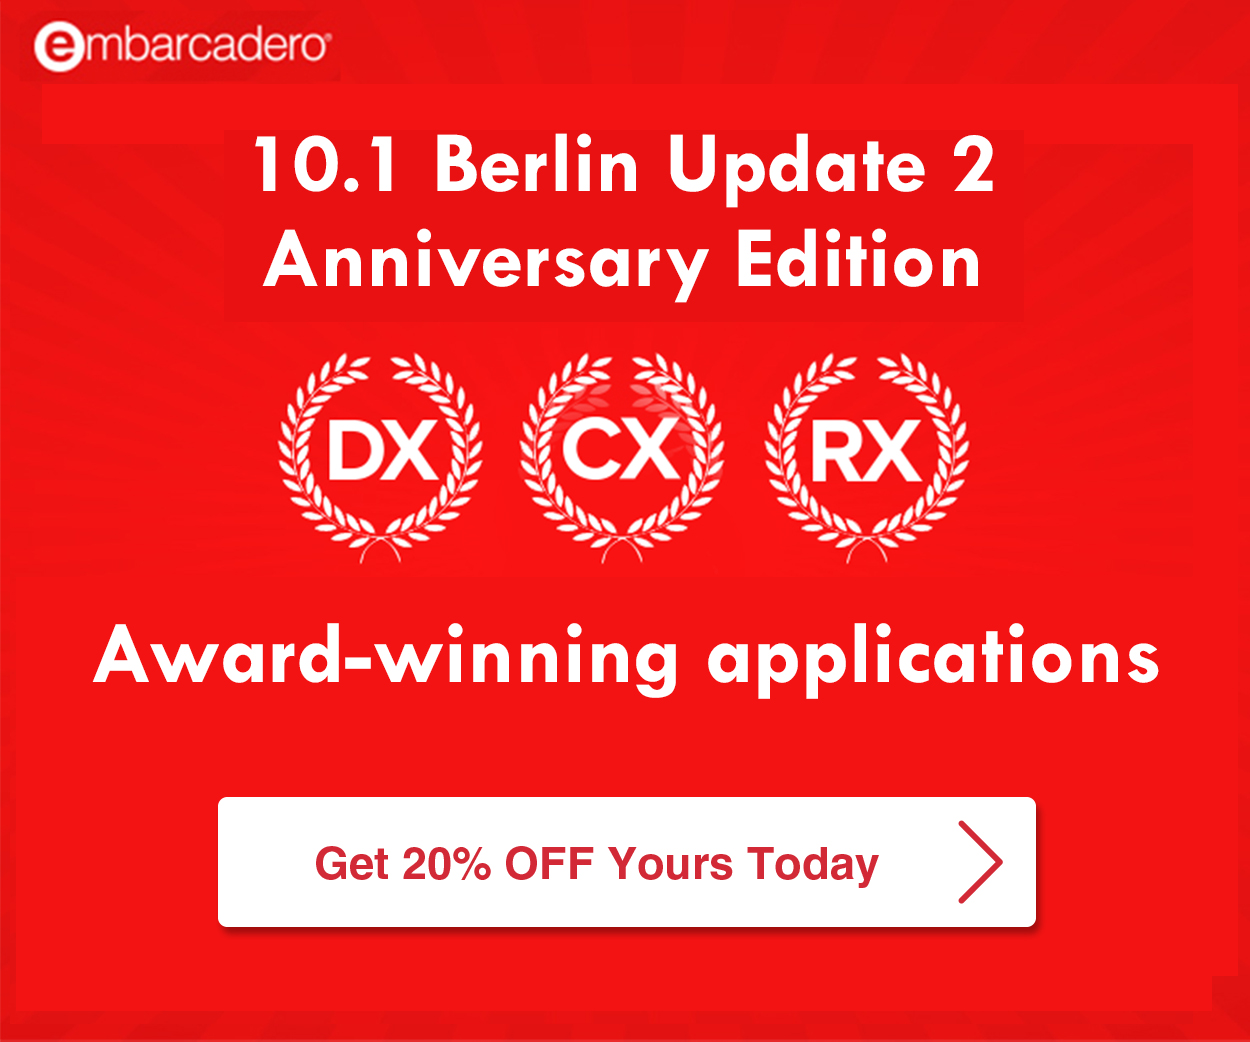 embarcadero®
10.1 Berlin Update 2
Anniversary Edition
DX CX RX
Award-winning applications
Get 20% OFF Yours Today